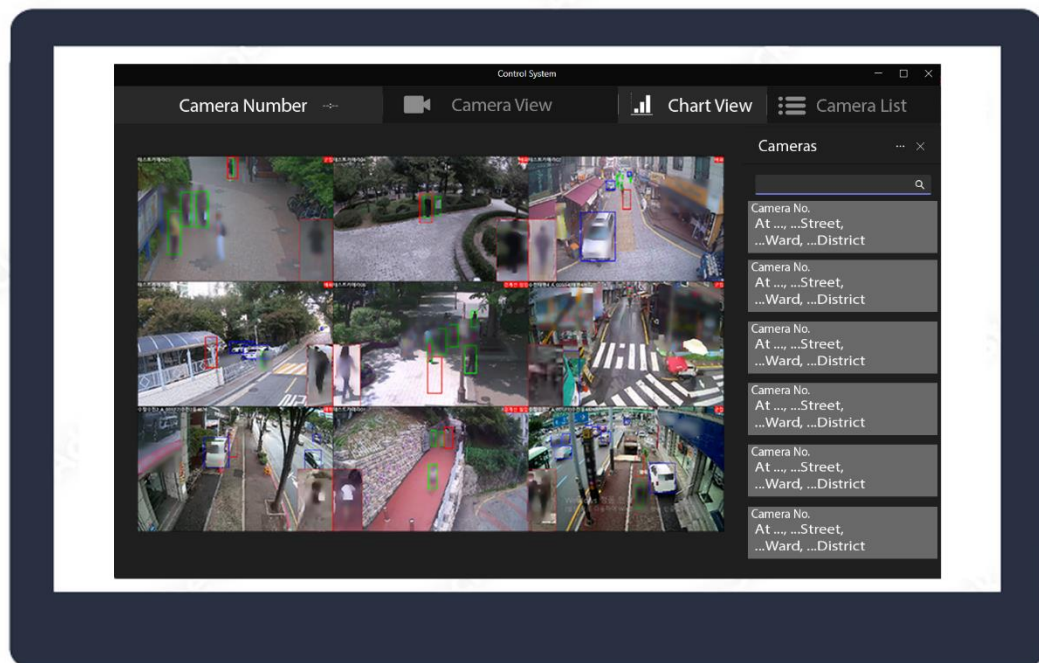 Control System
Camera Number
Camera View
Chart View
Camera List
Cameras
Camera No.
At ..., ...Street,
...Ward, ...District
Camera No.
At ..., ...Street,
...Ward, ...District
Camera No.
At ..., ...Street,
...Ward, ...District
Camera No.
At ..., ...Street,
...Ward, ...District
Camera No.
At ..., ...Street,
...Ward, ...District
Camera No.
At ..., ...Street,
...Ward, ...District